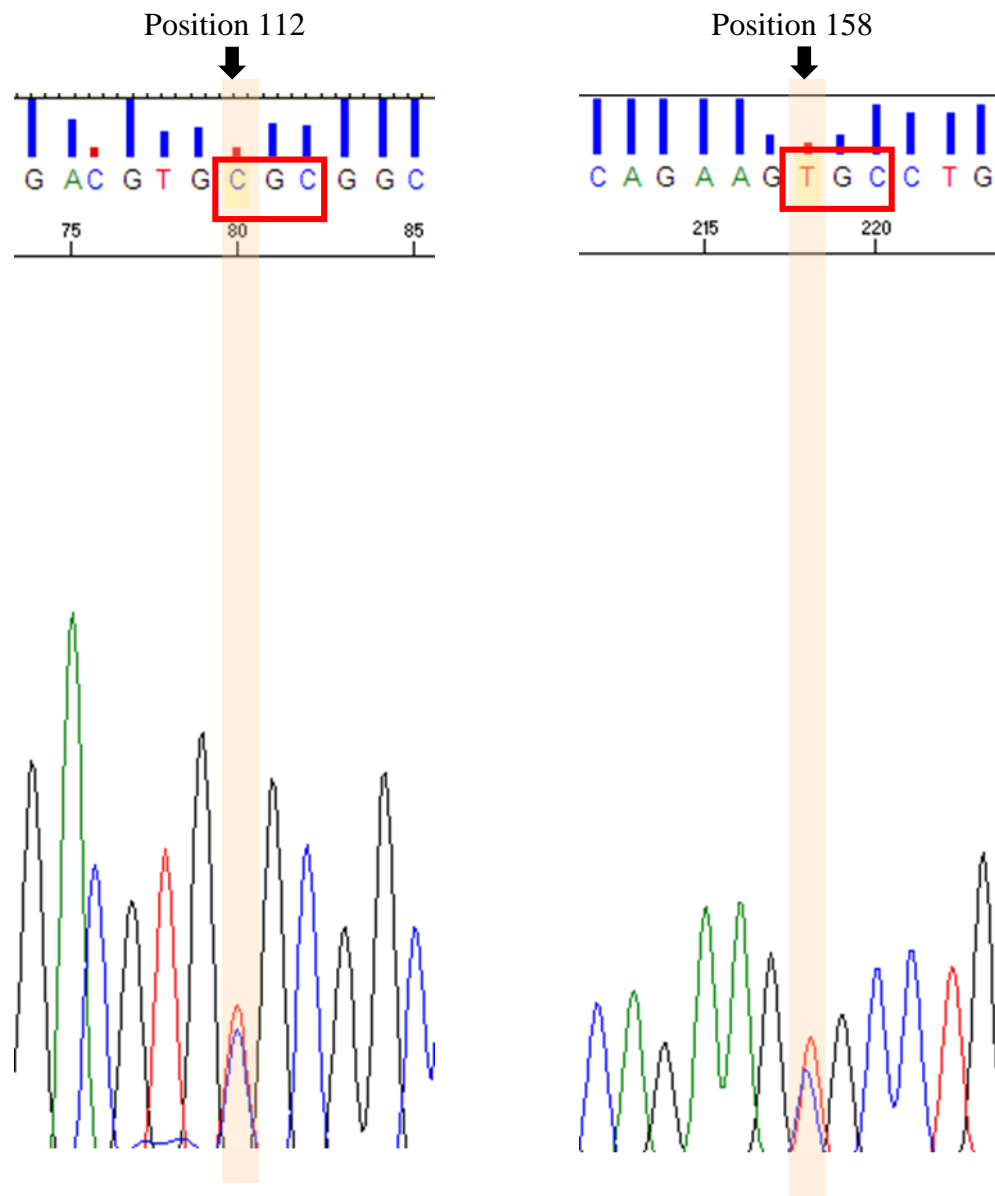 Position 112
G A C G T G C G C G G C
75 80 85
Position 158
C A G A A G T G C C T G
215 220